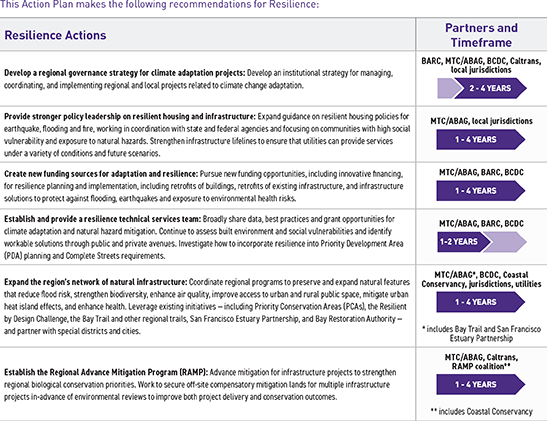 This Action Plan makes the following recommendations for Resilience:
Resilience Actions
Partners and
Timeframe
Develop a regional governance strategy for climate adaptation projects: Develop an institutional strategy for managing,
coordinating, and implementing regional and local projects related to climate change adaptation.
BARC, MTC/ABAG, BCDC, Caltrans,
local jurisdictions
2 - 4 YEARS
Provide stronger policy leadership on resilient housing and infrastructure: Expand guidance on resilient housing policies for
earthquake, flooding and fire, working in coordination with state and federal agencies and focusing on communities with high social
vulnerability and exposure to natural hazards. Strengthen infrastructure lifelines to ensure that utilities can provide services
under a variety of conditions and future scenarios.
MTC/ABAG, local jurisdictions
1 - 4 YEARS
Create new funding sources for adaptation and resilience: Pursue new funding opportunities, including innovative financing,
for resilience planning and implementation, including retrofits of buildings, retrofits of existing infrastructure, and infrastructure
solutions to protect against flooding, earthquakes and exposure to environmental health risks.
MTC/ABAG, BARC, BCDC
1 - 4 YEARS
Establish and provide a resilience technical services team: Broadly share data, best practices and grant opportunities for
climate adaptation and natural hazard mitigation. Continue to assess built environment and social vulnerabilities and identify
workable solutions through public and private avenues. Investigate how to incorporate resilience into Priority Development Area
(PDA) planning and Complete Streets requirements.
MTC/ABAG, BARC, BCDC
1-2 YEARS
Expand the region's network of natural infrastructure: Coordinate regional programs to preserve and expand natural features
that reduce flood risk, strengthen biodiversity, enhance air quality, improve access to urban and rural public space, mitigate urban
heat island effects, and enhance health. Leverage existing initiatives — including Priority Conservation Areas (PCAs), the Resilient
by Design Challenge, the Bay Trail and other regional trails, San Francisco Estuary Partnership, and Bay Restoration Authority —
and partner with special districts and cities.
MTC/ABAG*, BCDC, Coastal
Conservancy, jurisdictions, utilities
1 - 4 YEARS
* includes Bay Trail and San Francisco
Estuary Partnership
Establish the Regional Advance Mitigation Program (RAMP): Advance mitigation for infrastructure projects to strengthen
regional biological conservation priorities. Work to secure off-site compensatory mitigation lands for multiple infrastructure
projects in-advance of environmental reviews to improve both project delivery and conservation outcomes.
MTC/ABAG, Caltrans,
RAMP coalition**
1 - 4 YEARS
** includes Coastal Conservancy